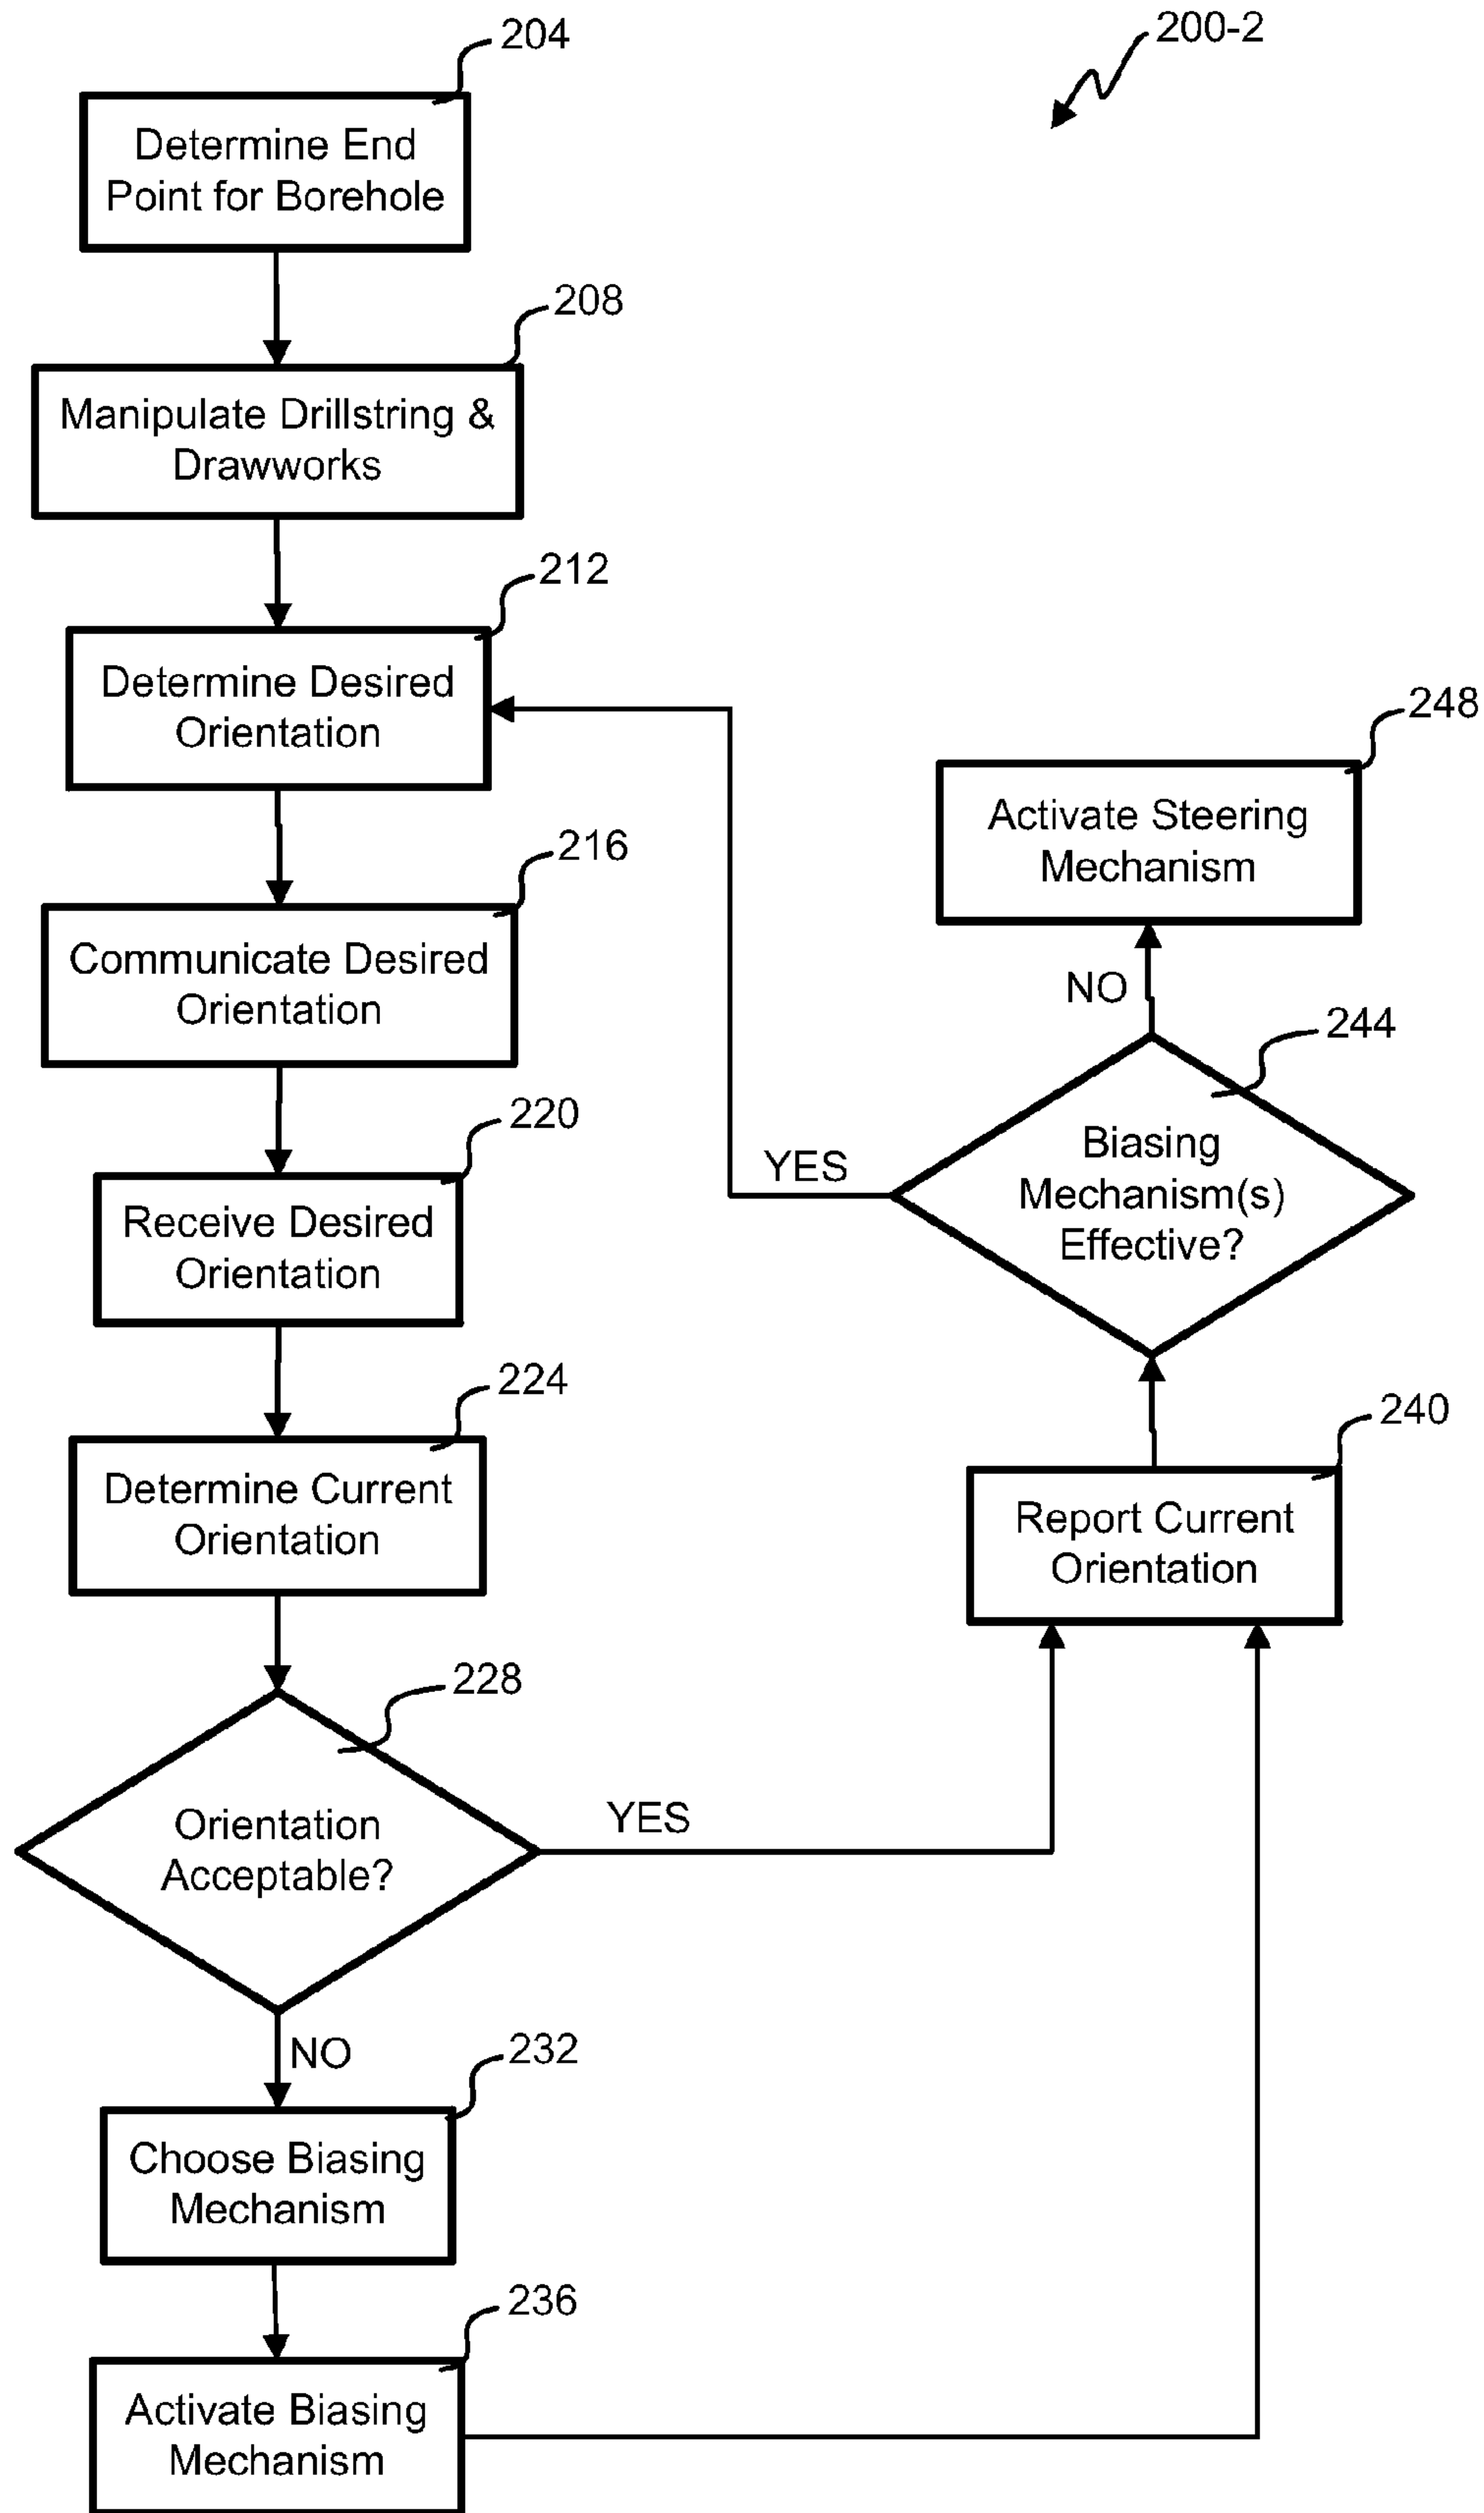 200-2
204
Determine End
Point for Borehole
208
Manipulate Drillstring &
Drawworks
212
Determine Desired
Orientation
216
Communicate Desired
Orientation
220
Receive Desired
Orientation
224
Determine Current
Orientation
228
Orientation
Acceptable?
YES
NO
232
Choose Biasing
Mechanism
236
Activate Biasing
Mechanism
240
Report Current
Orientation
244
Biasing
Mechanism(s)
Effective?
YES
NO
248
Activate Steering
Mechanism